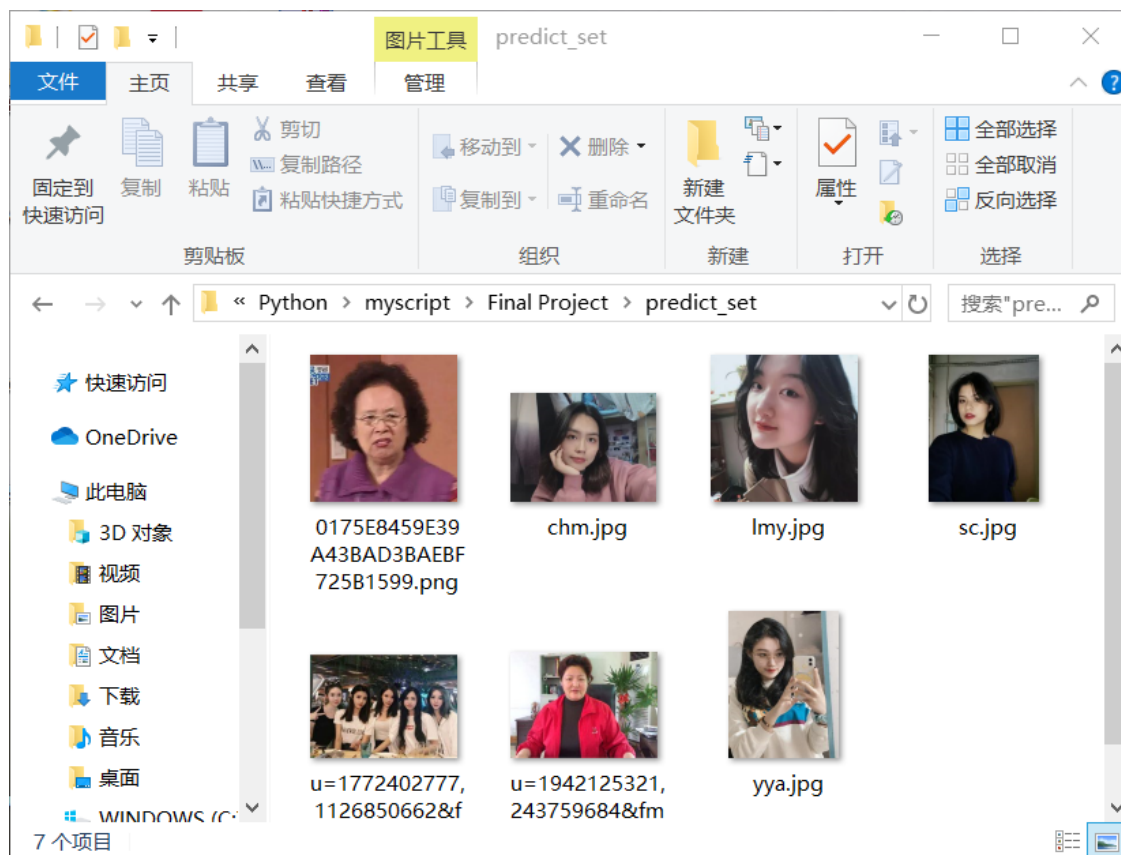 图片工具 predict_set
文件 主页 共享 查看 管理
固定到
快速访问
复制
粘贴
剪切
复制路径
粘贴快捷方式
剪贴板
移动到 删除
复制到 重命名
组织
新建
文件夹
新建
属性
打开
全部选择
全部取消
反向选择
选择
« Python > myscript > Final Project > predict_set
搜索"pre...
快速访问
OneDrive
此电脑
3D 对象
视频
图片
文档
下载
音乐
桌面
WINDOWS (C:
0175E8459E39
A43BAD3BAEBF
725B1599.png
chm.jpg
lmy.jpg
sc.jpg
u=1772402777,
1126850662&f
u=1942125321,
243759684&fm
yya.jpg
7 个项目